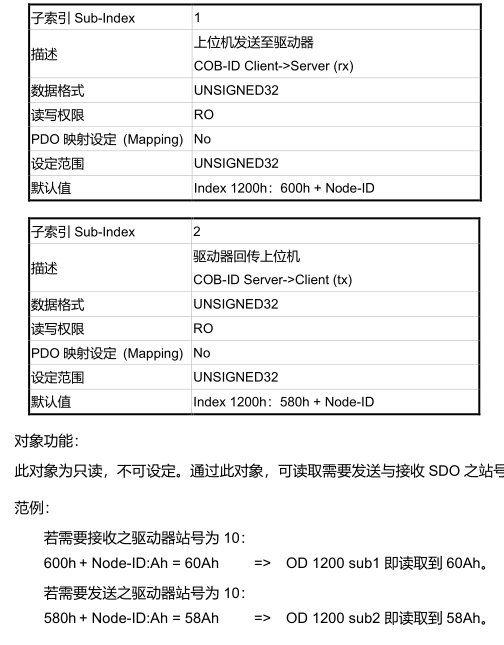 子索引 Sub-Index 1
描述 上位机发送至驱动器
COB-ID Client->Server (rx)
数据格式 UNSIGNED32
读写权限 RO
PDO 映射设定 (Mapping) No
设定范围 UNSIGNED32
默认值 Index 1200h：600h + Node-ID
子索引 Sub-Index 2
描述 驱动器回传上位机
COB-ID Server->Client (tx)
数据格式 UNSIGNED32
读写权限 RO
PDO 映射设定 (Mapping) No
设定范围 UNSIGNED32
默认值 Index 1200h：580h + Node-ID
对象功能：
此对象为只读，不可设定。通过此对象，可读取需要发送与接收 SDO 之站号
范例：
若需要接收之驱动器站号为 10：
600h + Node-ID:Ah = 60Ah => OD 1200 sub1 即读取到 60Ah。
若需要发送之驱动器站号为 10：
580h + Node-ID:Ah = 58Ah => OD 1200 sub2 即读取到 58Ah。